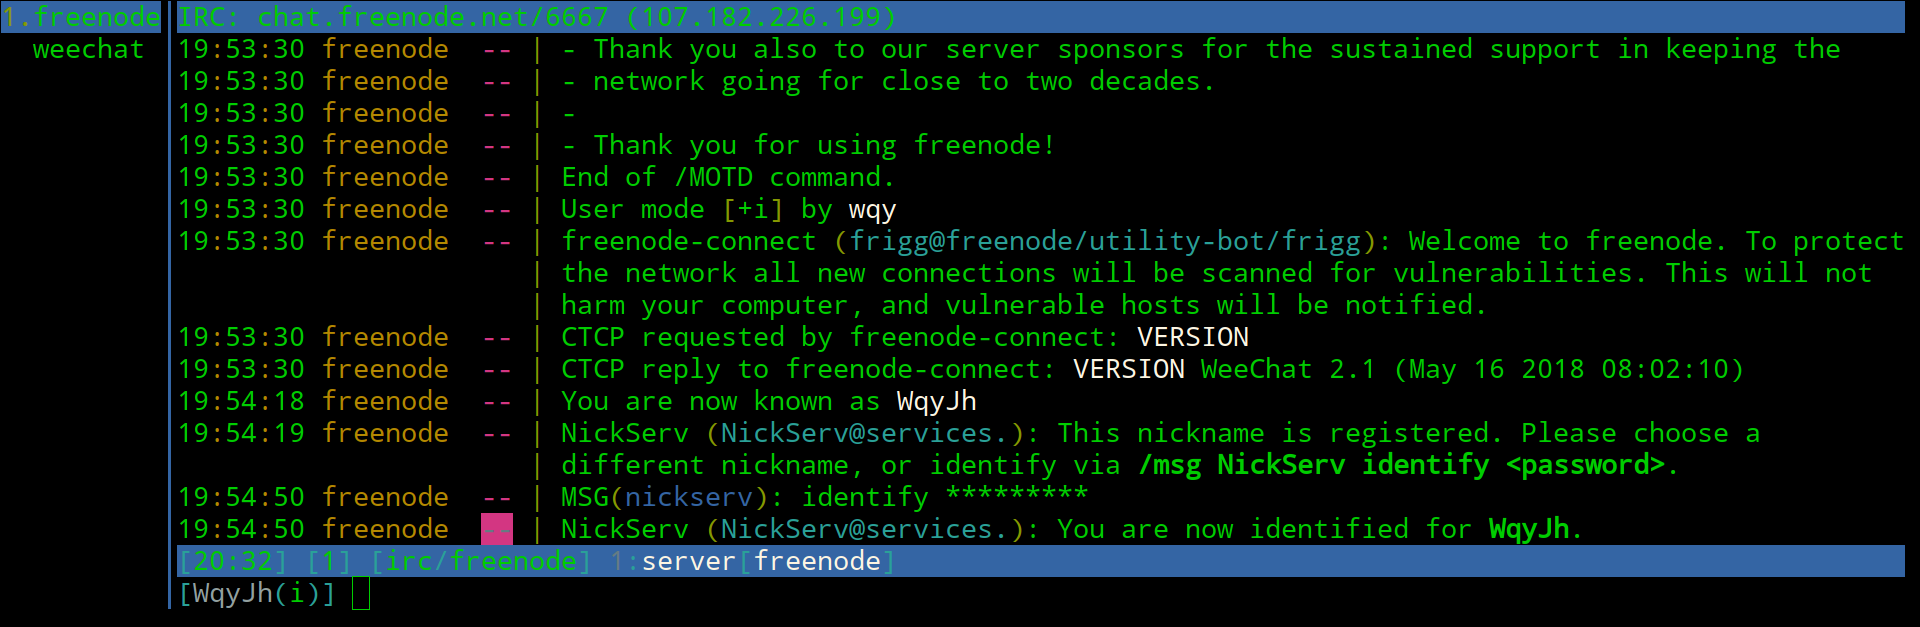 1.freenode IRC: chat.freenode.net/6667 (107.182.226.199)
weechat 19:53:30 freenode -- | - Thank you also to our server sponsors for the sustained support in keeping the
19:53:30 freenode -- | - network going for close to two decades.
19:53:30 freenode -- | -
19:53:30 freenode -- | - Thank you for using freenode!
19:53:30 freenode -- | End of /MOTD command.
19:53:30 freenode -- | User mode [+i] by wqy
19:53:30 freenode -- | freenode-connect (frigg@freenode/utility-bot/frigg): Welcome to freenode. To protect
| the network all new connections will be scanned for vulnerabilities. This will not
| harm your computer, and vulnerable hosts will be notified.
19:53:30 freenode -- | CTCP requested by freenode-connect: VERSION
19:53:30 freenode -- | CTCP reply to freenode-connect: VERSION WeeChat 2.1 (May 16 2018 08:02:10)
19:54:18 freenode -- | You are now known as WqyJh
19:54:19 freenode -- | NickServ (NickServ@services.): This nickname is registered. Please choose a
| different nickname, or identify via /msg NickServ identify <password>.
19:54:50 freenode -- | MSG(nickserv): identify *********
19:54:50 freenode -- | NickServ (NickServ@services.): You are now identified for WqyJh.
[20:32] [1] [irc/freenode] 1:server[freenode]
[WqyJh(i)]